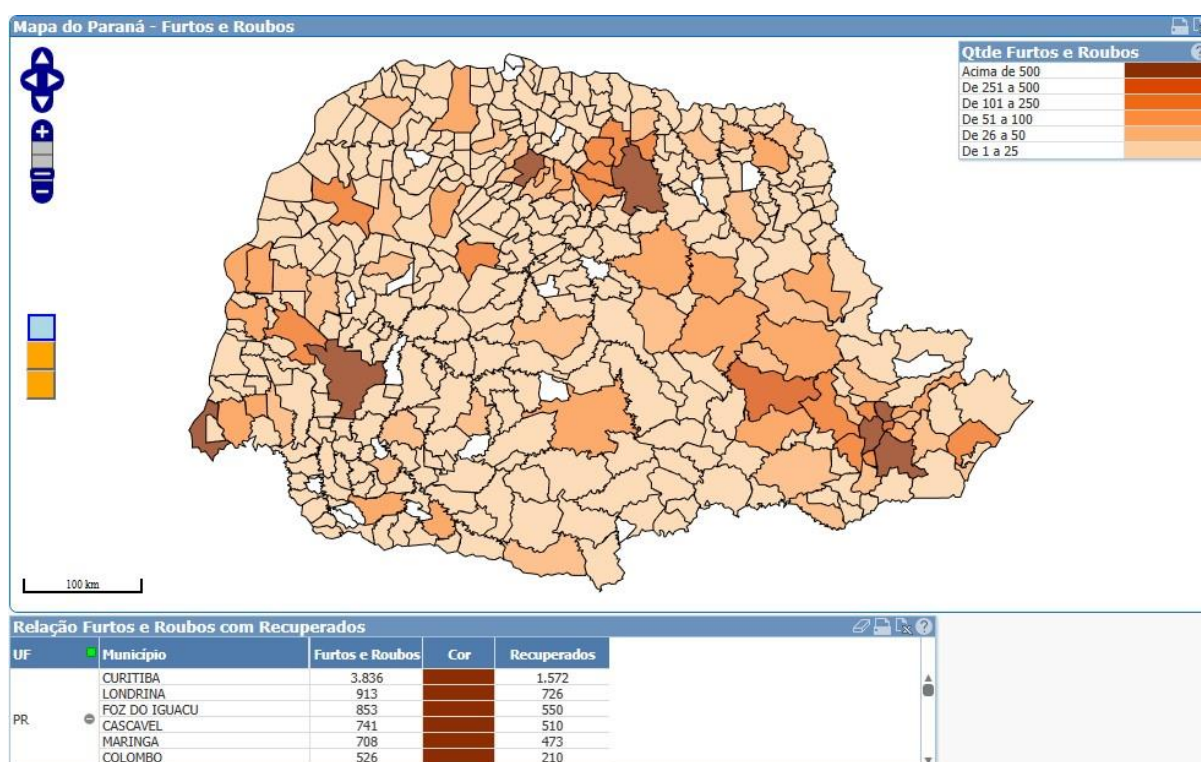 Mapa do Paraná - Furtos e Roubos
Qtde Furtos e Roubos
Acima de 500
De 251 a 500
De 101 a 250
De 51 a 100
De 26 a 50
De 1 a 25
100 km
Relação Furtos e Roubos com Recuperados
UF Município Furtos e Roubos Cor Recuperados
CURITIBA 3.836 1.572
LONDRINA 913 726
FOZ DO IGUACU 853 550
PR CASCAVEL 741 510
MARINGA 708 473
COLOMBO 526 210